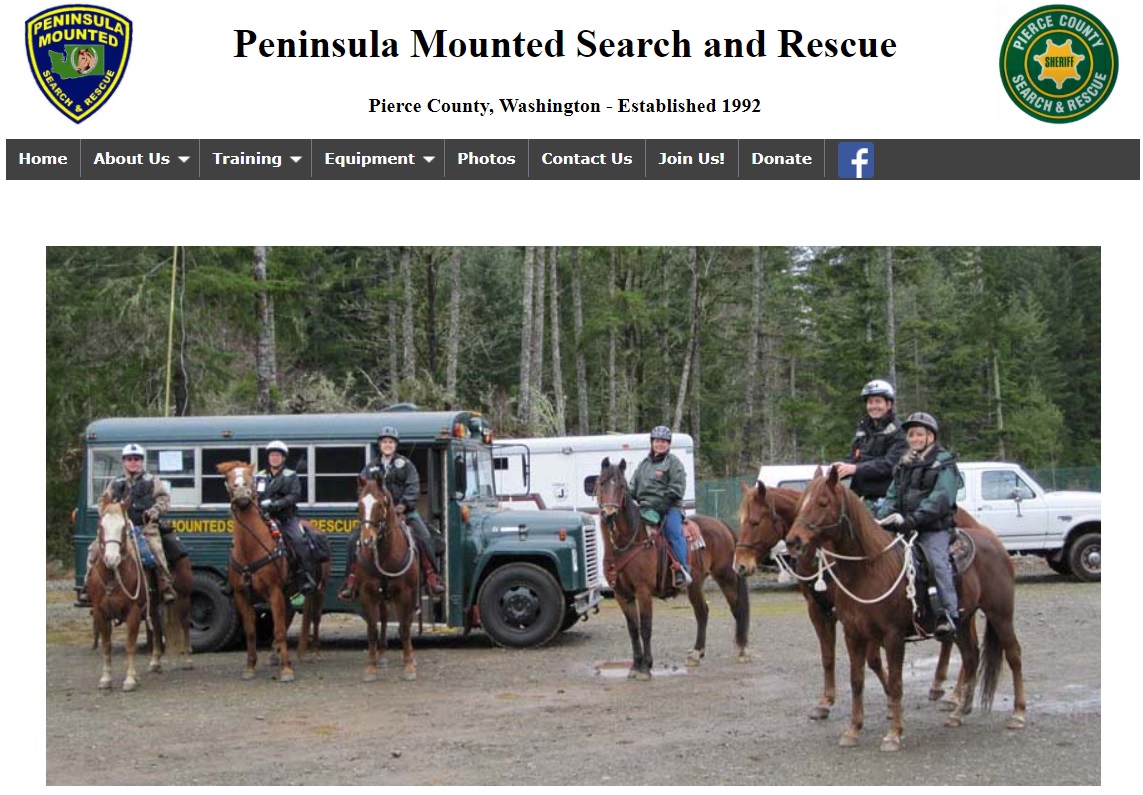 PENINSULA
MOUNTED
SEARCH & RESCUE
Peninsula Mounted Search and Rescue
Pierce County, Washington - Established 1992
PIERCE COUNTY
SHERIFF
SEARCH & RESCUE
Home
About Us
Training
Equipment
Photos
Contact Us
Join Us!
Donate
f
MOUNTED RESCUE